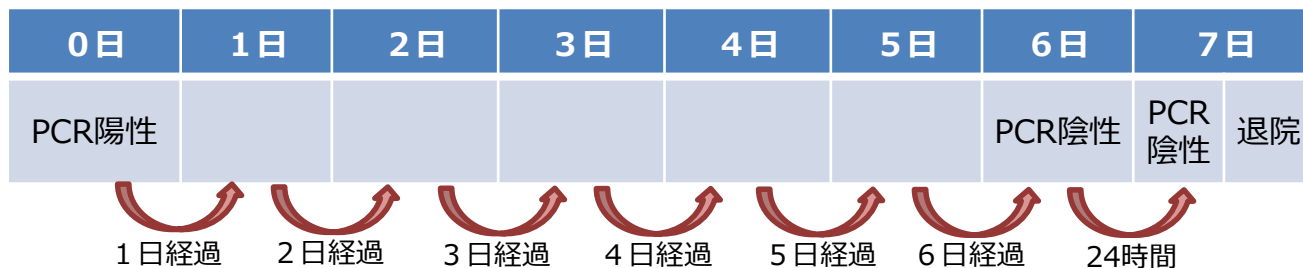 0日 1日 2日 3日 4日 5日 6日 7日
PCR陽性 PCR陰性 PCR陰性 退院
1日経過 2日経過 3日経過 4日経過 5日経過 6日経過 24時間